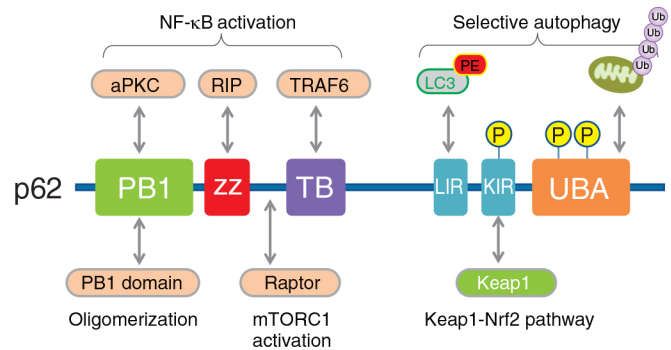 NF-κB activation
Selective autophagy
aPKC
RIP
TRAF6
LC3
PE
Ub
Ub
Ub
Ub
P
P
P
p62
PB1
ZZ
TB
LIR
KIR
UBA
PB1 domain
Raptor
Keap1
Oligomerization
mTORC1
activation
Keap1-Nrf2 pathway